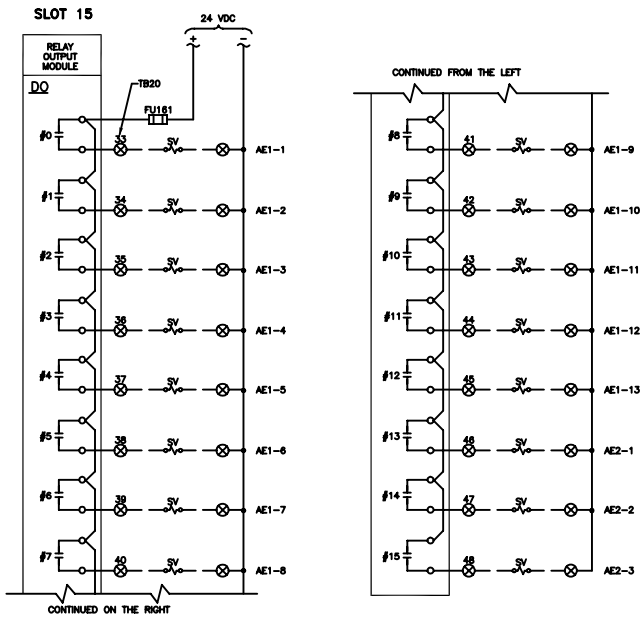 SLOT 15
24 VDC
+ −
RELAY
OUTPUT
MODULE
DO
TB20
FU161
#0 33 SV AE1-1
#1 34 SV AE1-2
#2 35 SV AE1-3
#3 36 SV AE1-4
#4 37 SV AE1-5
#5 38 SV AE1-6
#6 39 SV AE1-7
#7 40 SV AE1-8
CONTINUED ON THE RIGHT
CONTINUED FROM THE LEFT
#8 41 SV AE1-9
#9 42 SV AE1-10
#10 43 SV AE1-11
#11 44 SV AE1-12
#12 45 SV AE1-13
#13 46 SV AE2-1
#14 47 SV AE2-2
#15 48 SV AE2-3